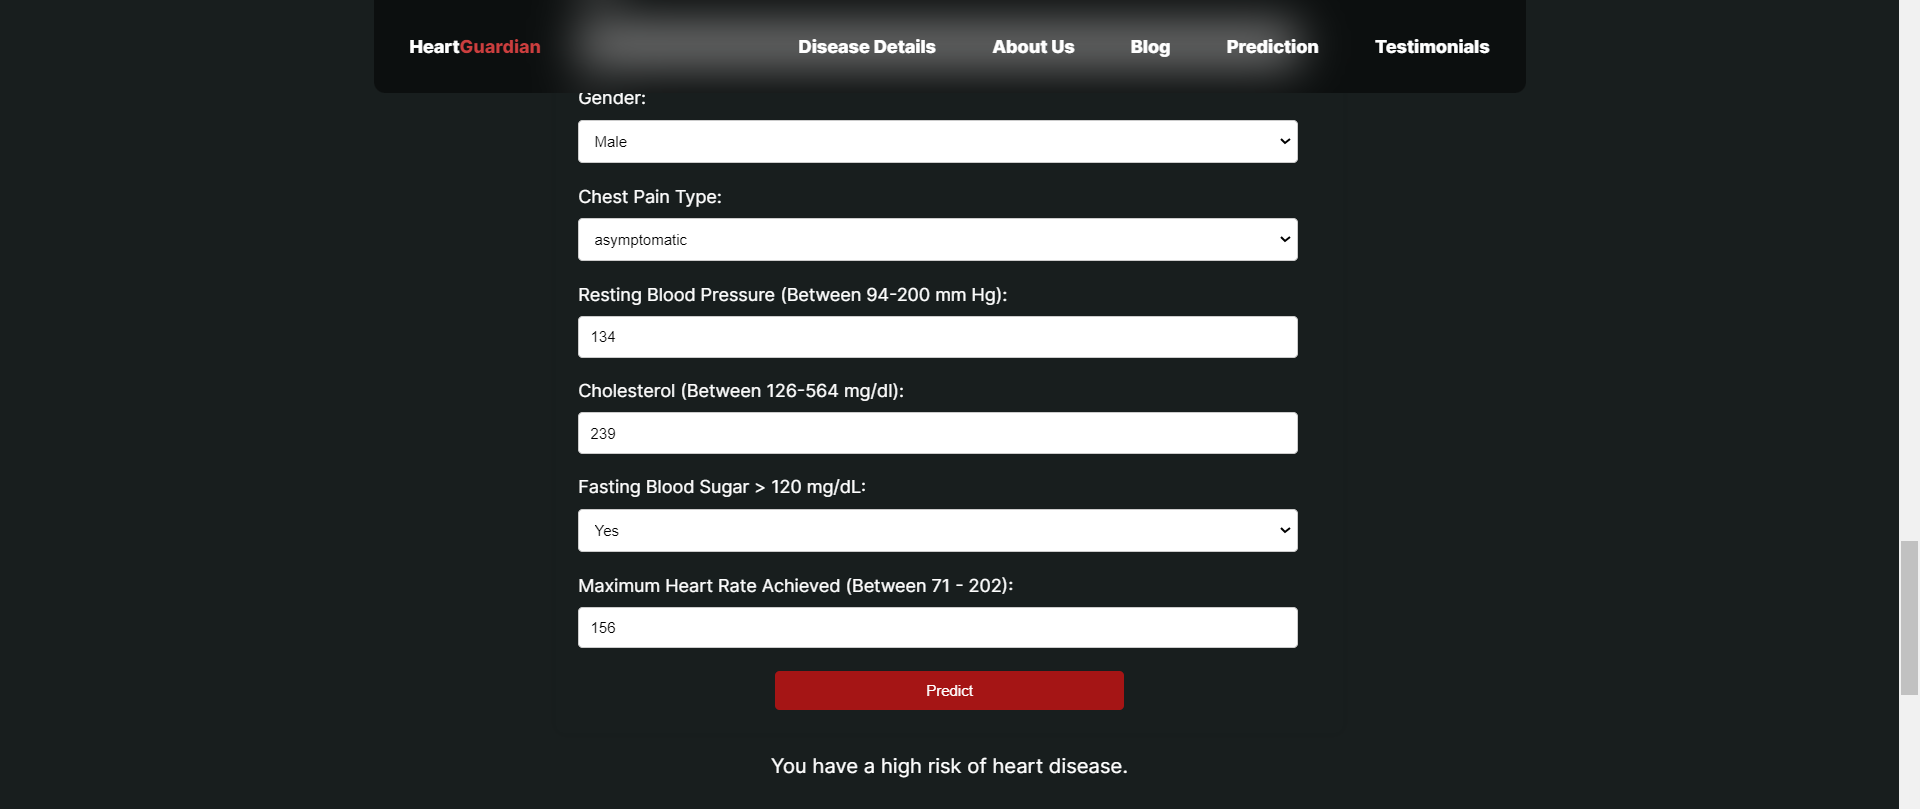 HeartGuardian
Disease Details
About Us
Blog
Prediction
Testimonials
Gender:
Male
Chest Pain Type:
asymptomatic
Resting Blood Pressure (Between 94-200 mm Hg):
134
Cholesterol (Between 126-564 mg/dl):
239
Fasting Blood Sugar > 120 mg/dL:
Yes
Maximum Heart Rate Achieved (Between 71 - 202):
156
Predict
You have a high risk of heart disease.